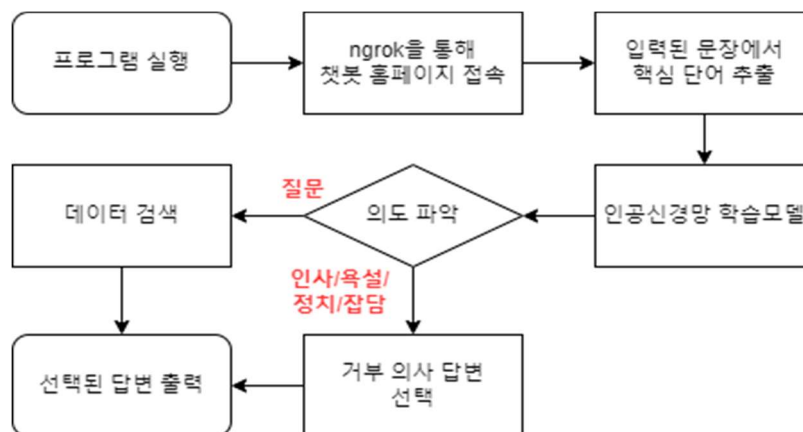 프로그램 실행
ngrok을 통해
챗봇 홈페이지 접속
입력된 문장에서
핵심 단어 추출
인공신경망 학습모델
의도 파악
질문
데이터 검색
인사/욕설/
정치/잡담
거부 의사 답변
선택
선택된 답변 출력